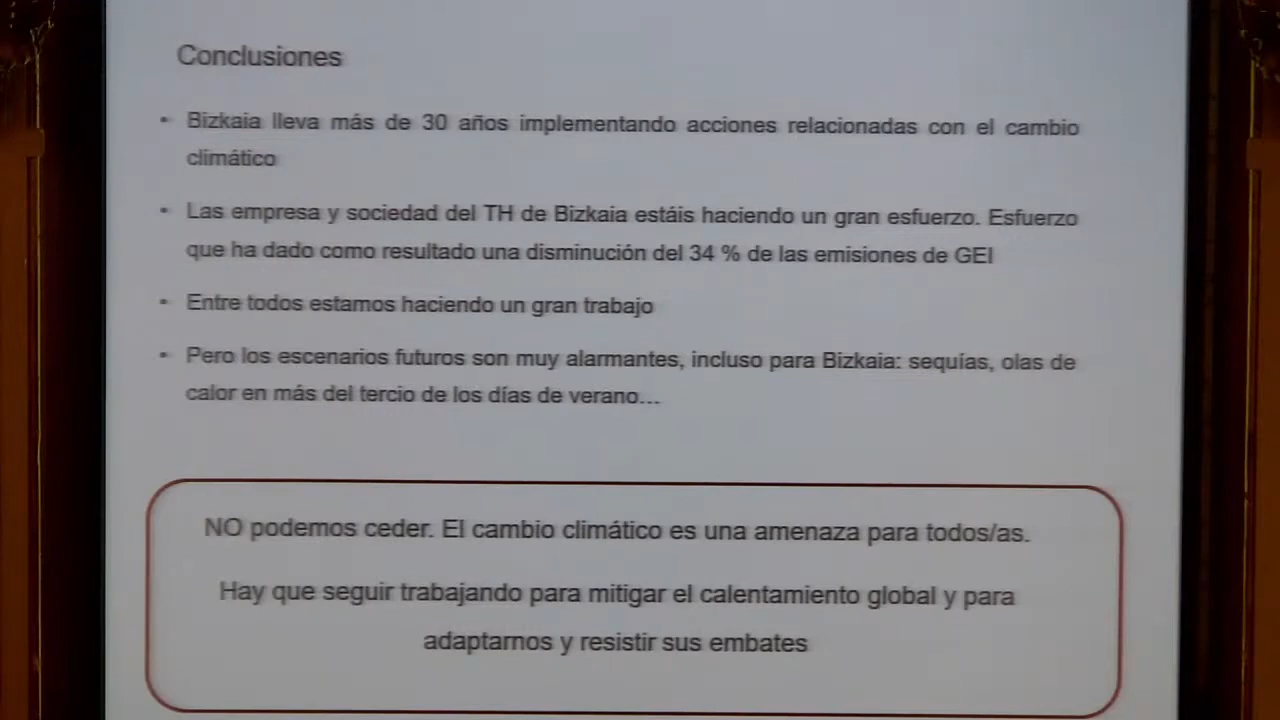 Conclusiones
• Bizkaia lleva más de 30 años implementando acciones relacionadas con el cambio
climático
• Las empresa y sociedad del TH de Bizkaia estáis haciendo un gran esfuerzo. Esfuerzo
que ha dado como resultado una disminución del 34 % de las emisiones de GEI
• Entre todos estamos haciendo un gran trabajo
• Pero los escenarios futuros son muy alarmantes, incluso para Bizkaia: sequías, olas de
calor en más del tercio de los días de verano...
NO podemos ceder. El cambio climático es una amenaza para todos/as.
Hay que seguir trabajando para mitigar el calentamiento global y para
adaptarnos y resistir sus embates